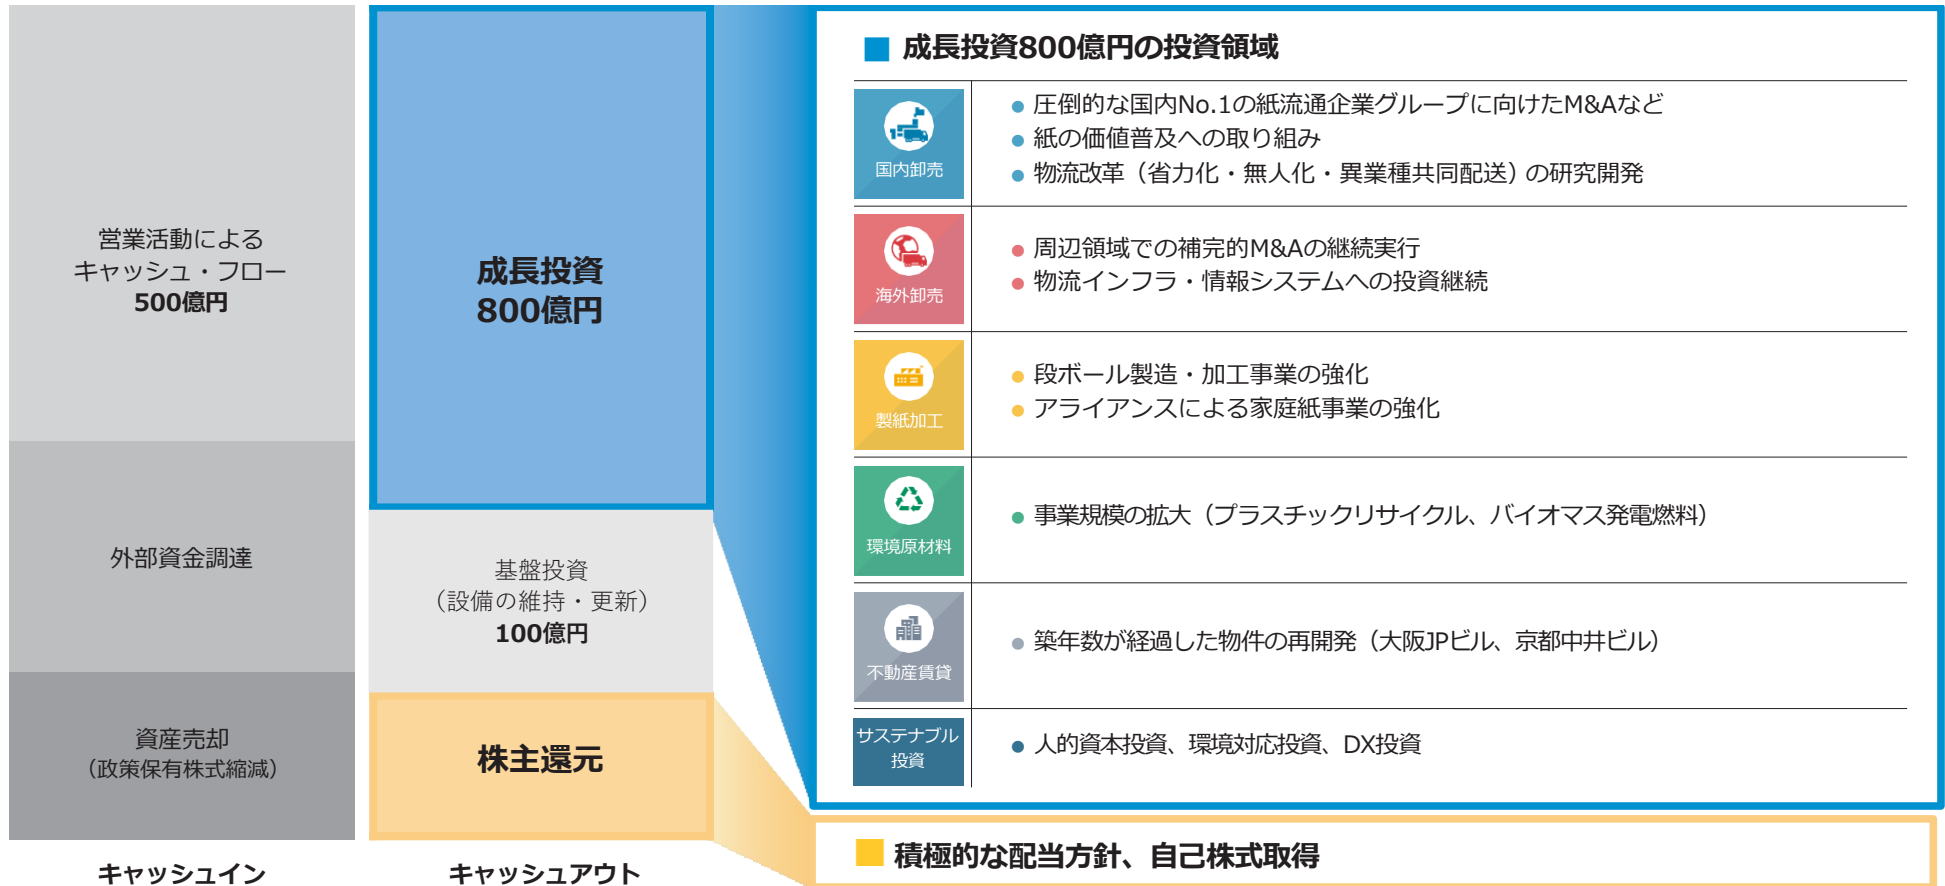 営業活動による
キャッシュ・フロー
500億円
外部資金調達
資産売却
（政策保有株式縮減）
キャッシュイン
成長投資
800億円
基盤投資
（設備の維持・更新）
100億円
株主還元
キャッシュアウト
成長投資800億円の投資領域
国内卸売
圧倒的な国内No.1の紙流通企業グループに向けたM&Aなど
紙の価値普及への取り組み
物流改革（省力化・無人化・異業種共同配送）の研究開発
海外卸売
周辺領域での補完的M&Aの継続実行
物流インフラ・情報システムへの投資継続
製紙加工
段ボール製造・加工事業の強化
アライアンスによる家庭紙事業の強化
環境原材料
事業規模の拡大（プラスチックリサイクル、バイオマス発電燃料）
不動産賃貸
築年数が経過した物件の再開発（大阪JPビル、京都中井ビル）
サステナブル
投資
人的資本投資、環境対応投資、DX投資
積極的な配当方針、自己株式取得